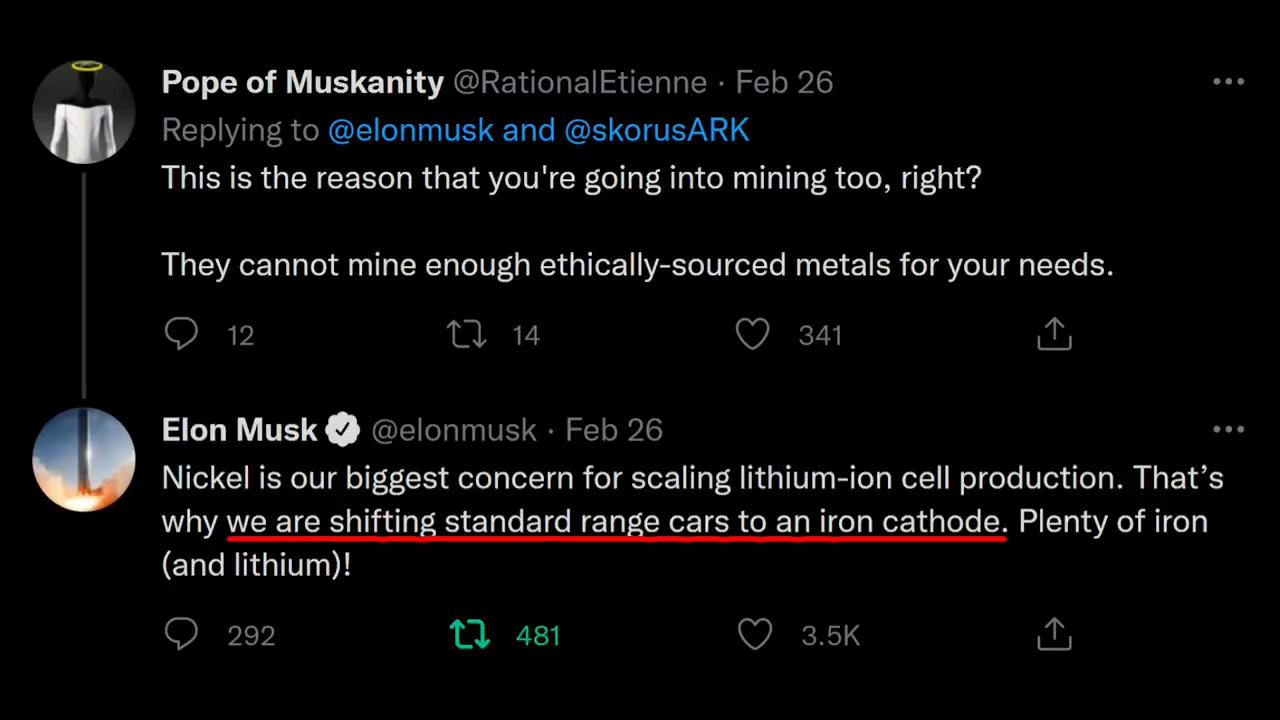 Pope of Muskanity @RationalEtienne · Feb 26
Replying to @elonmusk and @skorusARK
This is the reason that you're going into mining too, right?
They cannot mine enough ethically-sourced metals for your needs.
12 14 341
Elon Musk @elonmusk · Feb 26
Nickel is our biggest concern for scaling lithium-ion cell production. That’s
why we are shifting standard range cars to an iron cathode. Plenty of iron
(and lithium)!
292 481 3.5K